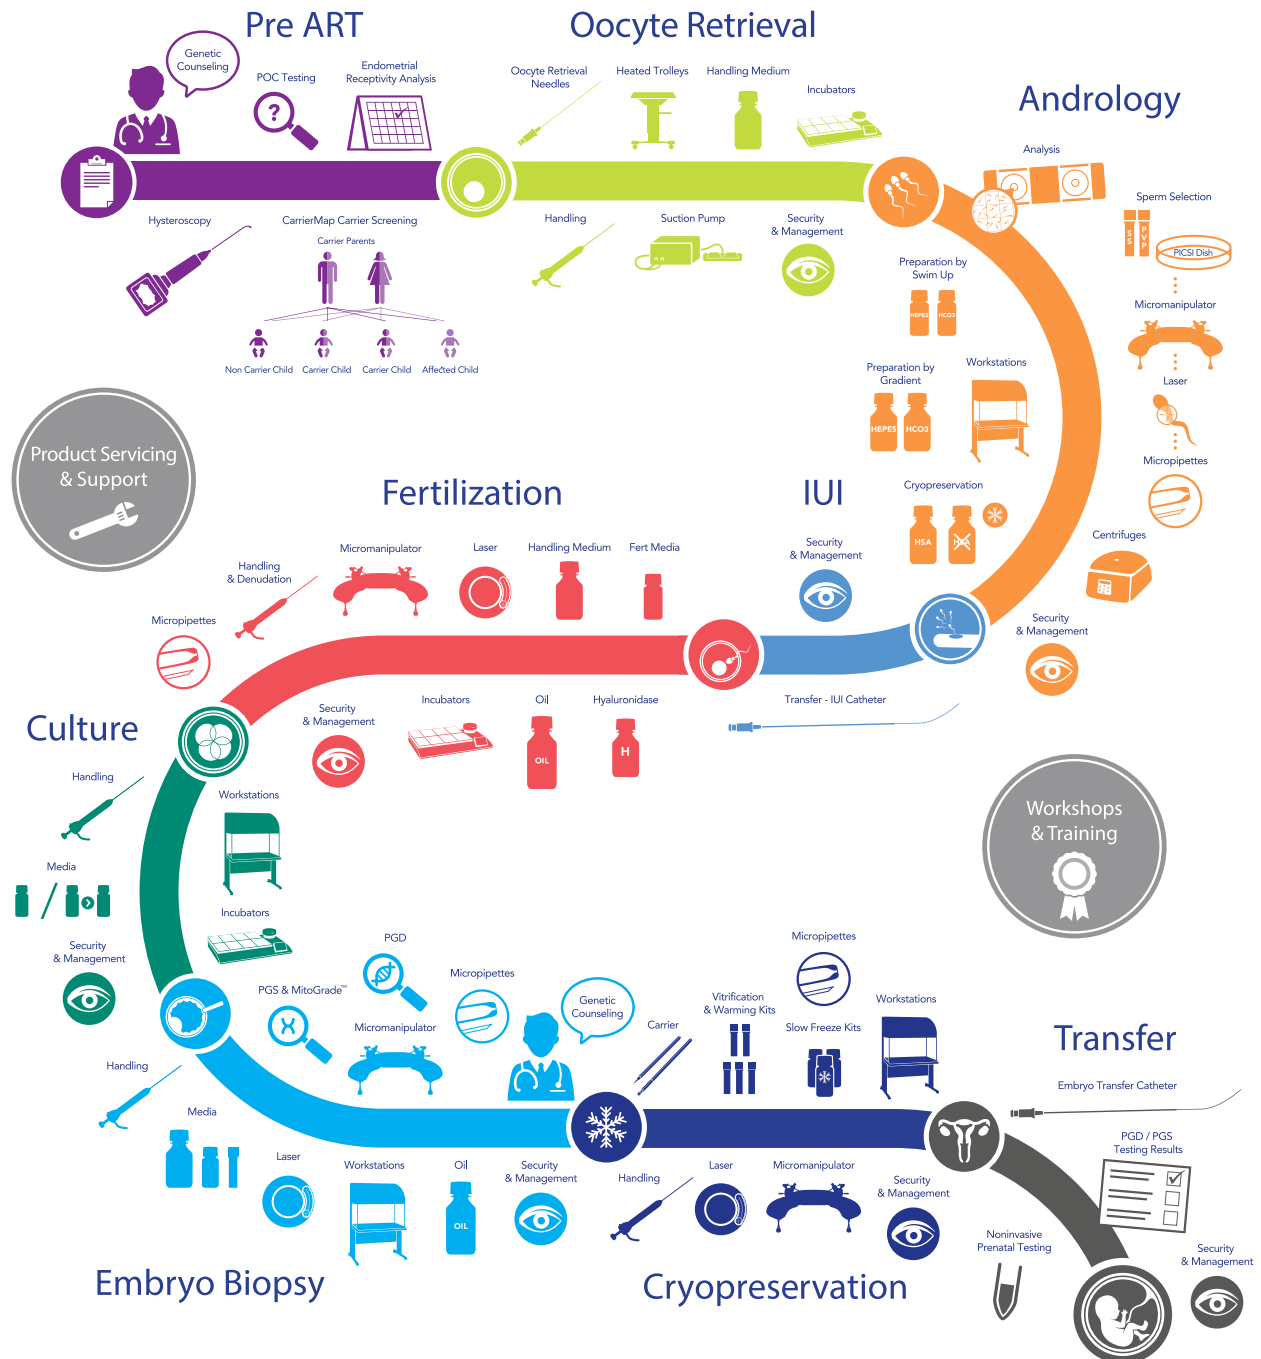 Pre ART
Genetic
Counseling
POC Testing
Endometrial
Receptivity Analysis
?
Hysteroscopy
CarrierMap Carrier Screening
Carrier Parents
Non Carrier Child
Carrier Child
Carrier Child
Affected Child
Oocyte Retrieval
Oocyte Retrieval
Needles
Heated Trolleys
Handling Medium
Incubators
Handling
Suction Pump
Security
& Management
Andrology
Analysis
Sperm Selection
SS
PVP
PICSI Dish
Preparation by
Swim Up
HEPES
HCO3
Micromanipulator
Preparation by
Gradient
HEPES
HCO3
Workstations
Laser
Micropipettes
Cryopreservation
HSA
HSA
Centrifuges
Security
& Management
Product Servicing
& Support
IUI
Security
& Management
Transfer - IUI Catheter
Fertilization
Micromanipulator
Laser
Handling Medium
Fert Media
Handling
& Denudation
Micropipettes
Security
& Management
Incubators
Oil
OIL
Hyaluronidase
H
Culture
Handling
Workstations
Media
Incubators
Security
& Management
Workshops
& Training
PGD
PGS & MitoGrade™
Micropipettes
Micromanipulator
Genetic
Counseling
Handling
Media
Laser
Workstations
Oil
OIL
Security
& Management
Embryo Biopsy
Micropipettes
Carrier
Vitrification
& Warming Kits
Slow Freeze Kits
Workstations
Handling
Laser
Micromanipulator
Security
& Management
Cryopreservation
Transfer
Embryo Transfer Catheter
PGD / PGS
Testing Results
Noninvasive
Prenatal Testing
Security
& Management